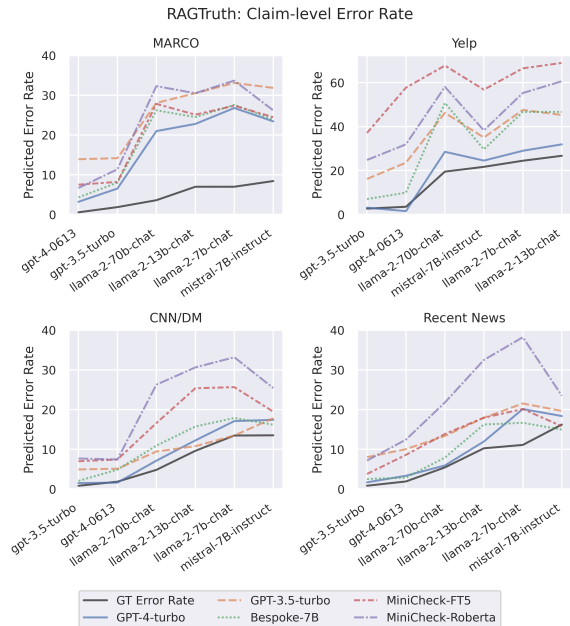 RAGTruth: Claim-level Error Rate
MARCO
Yelp
Predicted Error Rate
40
30
20
10
0
gpt-4-0613
gpt-3.5-turbo
llama-2-70b-chat
llama-2-13b-chat
llama-2-7b-chat
mistral-7B-instruct
Predicted Error Rate
60
40
20
0
gpt-3.5-turbo
gpt-4-0613
llama-2-70b-chat
mistral-7B-instruct
llama-2-7b-chat
llama-2-13b-chat
CNN/DM
Recent News
Predicted Error Rate
40
30
20
10
0
gpt-3.5-turbo
gpt-4-0613
llama-2-70b-chat
llama-2-13b-chat
llama-2-7b-chat
mistral-7B-instruct
Predicted Error Rate
40
30
20
10
0
gpt-3.5-turbo
gpt-4-0613
llama-2-70b-chat
llama-2-13b-chat
llama-2-7b-chat
mistral-7B-instruct
GT Error Rate
GPT-3.5-turbo
MiniCheck-FT5
GPT-4-turbo
Bespoke-7B
MiniCheck-Roberta